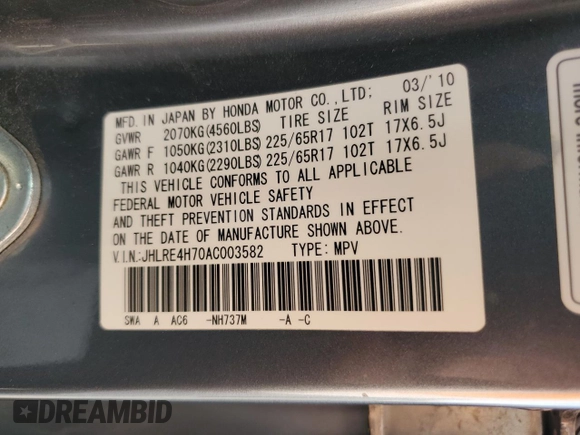 MFD. IN JAPAN BY HONDA MOTOR CO.,LTD; 03/'10
GVWR 2070KG(4560LBS) TIRE SIZE RIM SIZE
GAWR F 1050KG(2310LBS) 225/65R17 102T 17X6.5J
GAWR R 1040KG(2290LBS) 225/65R17 102T 17X6.5J
THIS VEHICLE CONFORMS TO ALL APPLICABLE
FEDERAL MOTOR VEHICLE SAFETY
AND THEFT PREVENTION STANDARDS IN EFFECT
ON THE DATE OF MANUFACTURE SHOWN ABOVE.
V.I.N.:JHLRE4H70AC003582 TYPE: MPV
SWA A AC6 -NH737M -A -C
DREAMBID